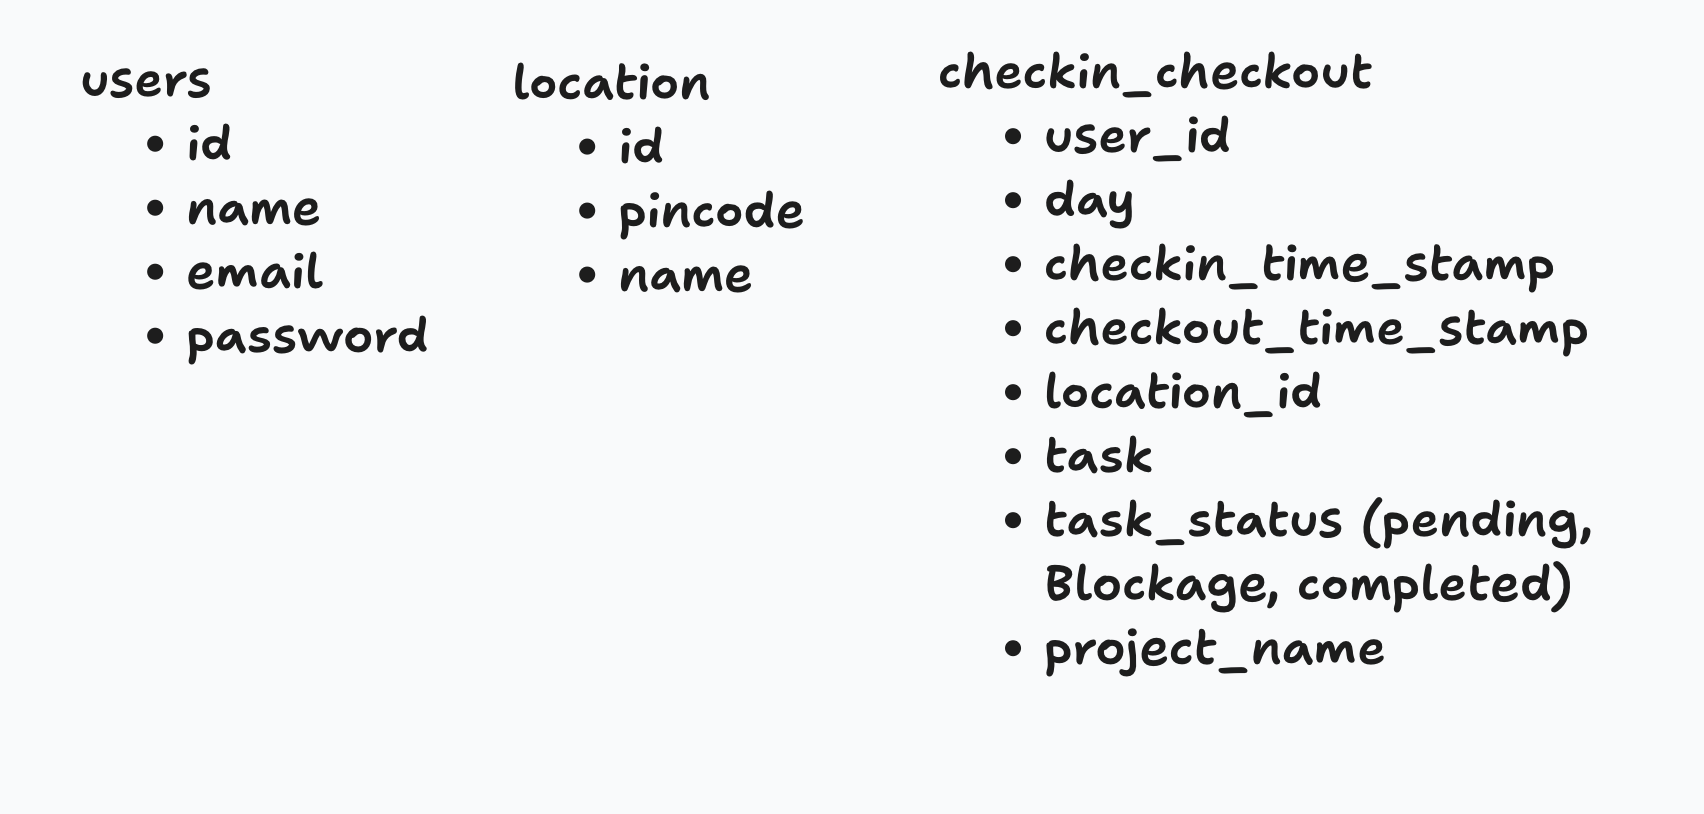 users
• id
• name
• email
• password
location
• id
• pincode
• name
checkin_checkout
• user_id
• day
• checkin_time_stamp
• checkout_time_stamp
• location_id
• task
• task_status (pending,
Blockage, completed)
• project_name